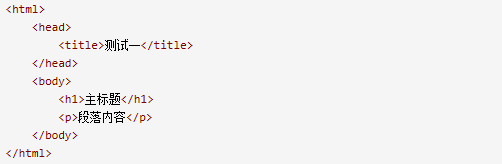 <html>
    <head>
        <title>测试一</title>
    </head>
    <body>
        <h1>主标题</h1>
        <p>段落内容</p>
    </body>
</html>